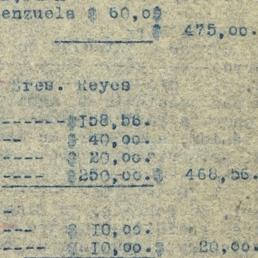 enzuela $ 60,00
$ 475,00.
Sres. Reyes
------$158,56.
-- $ 40,00.
---- $ 20,00.
---- $250,00. $ 468,56.
-
--- $ 10,00.
---- $ 10,00. $ 20,00.